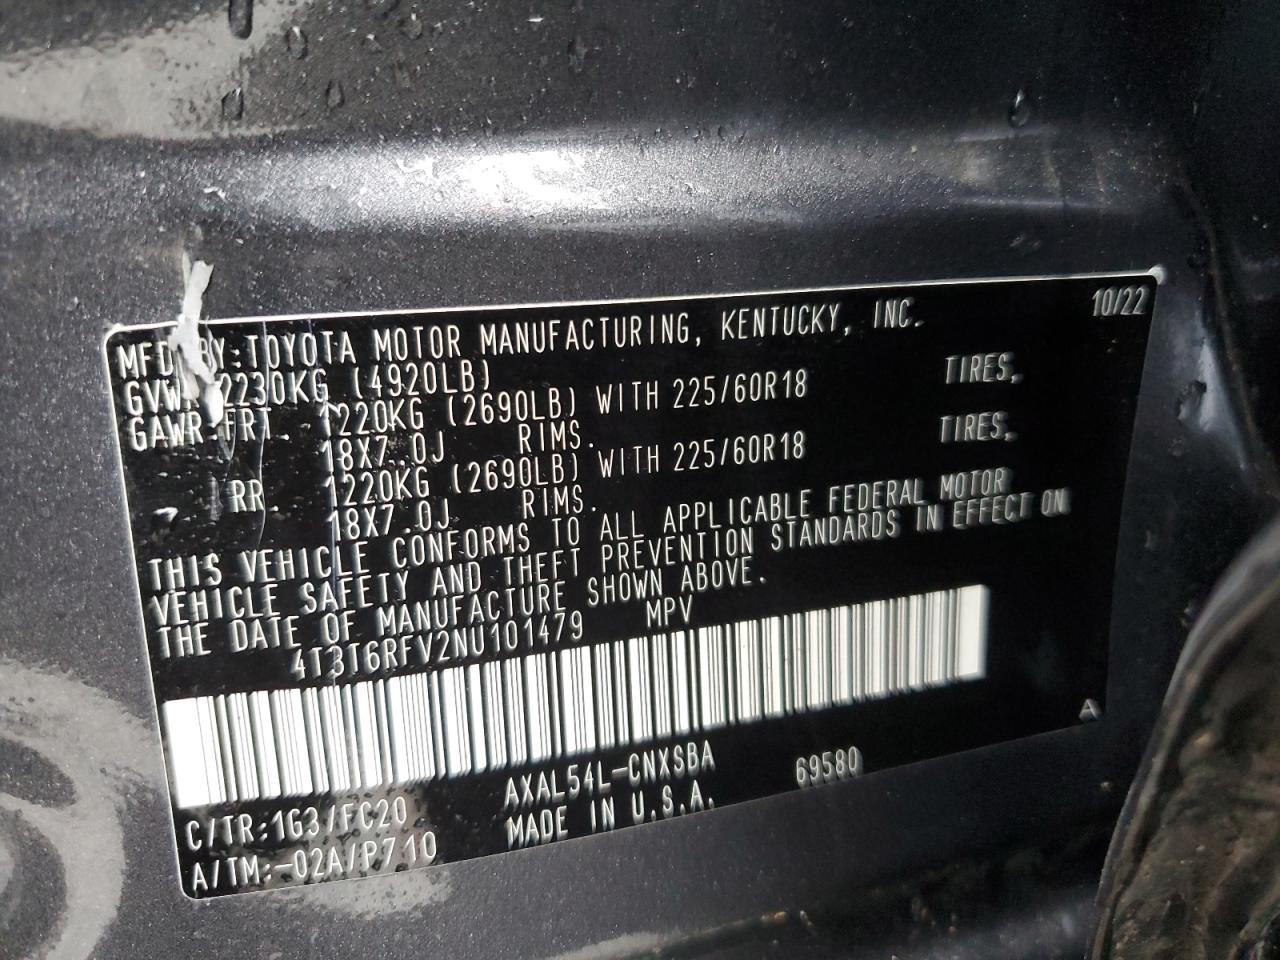 MFD. BY:TOYOTA MOTOR MANUFACTURING, KENTUCKY, INC. 10/22
GVWR 2230KG (4920LB)
GAWR FRT. 1220KG (2690LB) WITH 225/60R18 TIRES,
18X7.0J RIMS.
RR. 1220KG (2690LB) WITH 225/60R18 TIRES,
18X7.0J RIMS.
THIS VEHICLE CONFORMS TO ALL APPLICABLE FEDERAL MOTOR
VEHICLE SAFETY AND THEFT PREVENTION STANDARDS IN EFFECT ON
THE DATE OF MANUFACTURE SHOWN ABOVE.
4T3T6RFV2NU101479 MPV
A
C/TR:1G3/FC20 AXAL54L-CNXSBA 69580
A/TM:-02A/P710 MADE IN U.S.A.